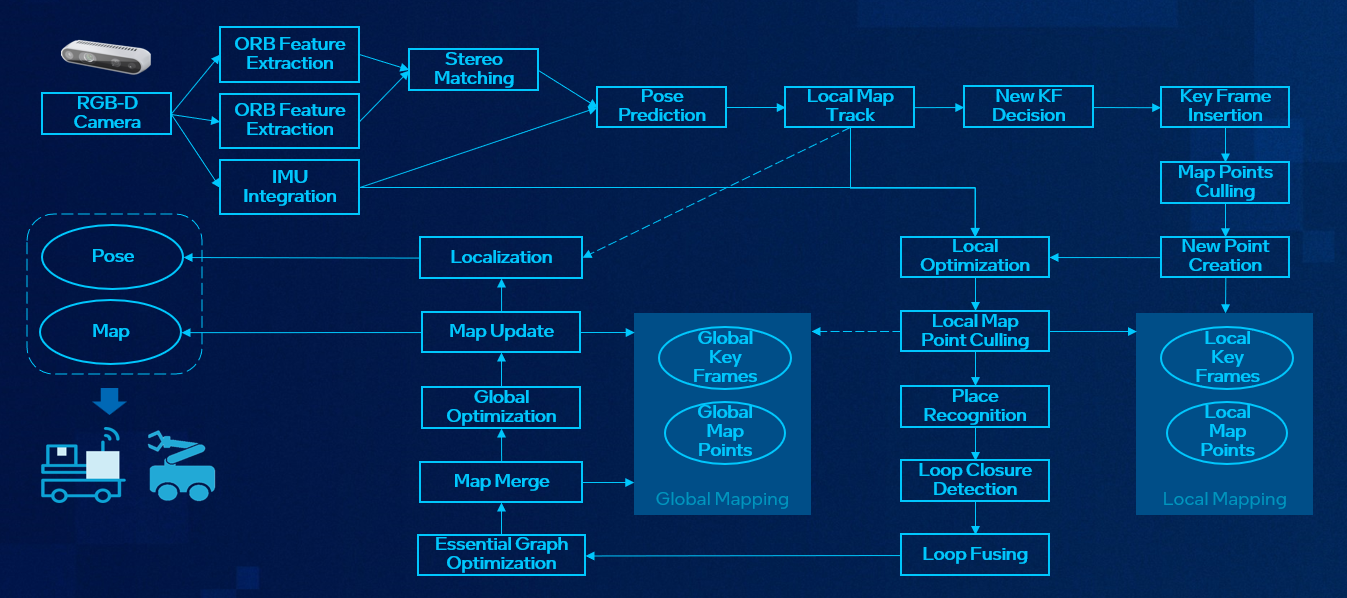 RGB-D
Camera
ORB Feature
Extraction
ORB Feature
Extraction
IMU
Integration
Stereo
Matching
Pose
Prediction
Local Map
Track
New KF
Decision
Key Frame
Insertion
Map Points
Culling
New Point
Creation
Local
Optimization
Local Map
Point Culling
Place
Recognition
Loop Closure
Detection
Loop Fusing
Local
Key
Frames
Local
Map
Points
Local Mapping
Global
Key
Frames
Global
Map
Points
Global Mapping
Localization
Map Update
Global
Optimization
Map Merge
Essential Graph
Optimization
Pose
Map